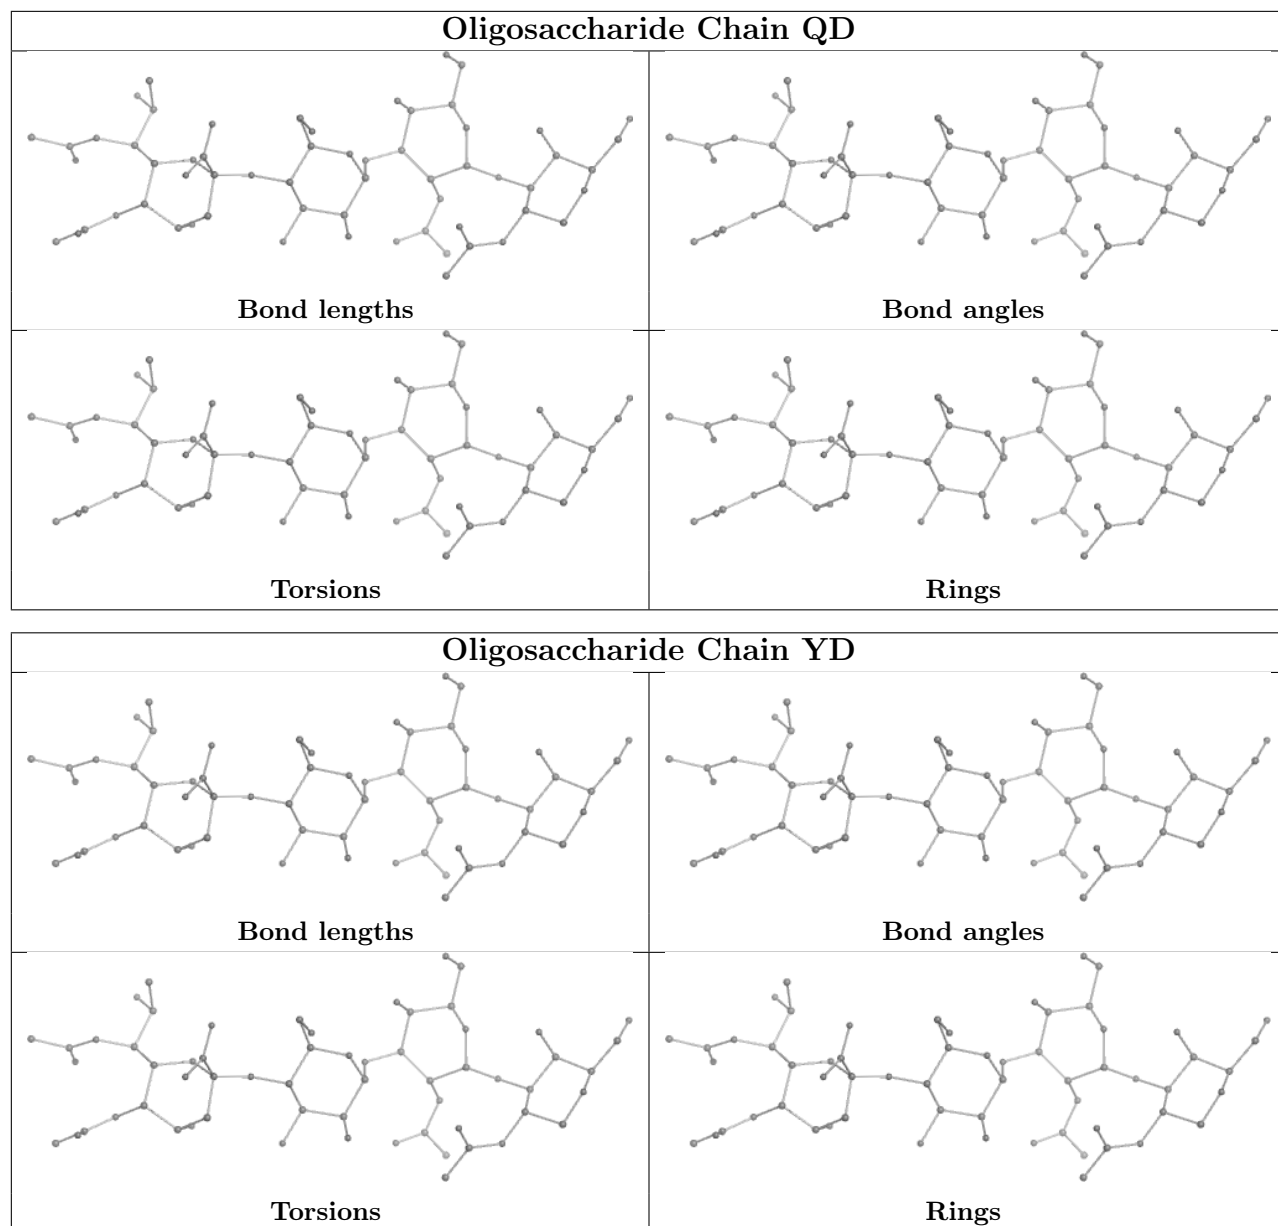 Oligosaccharide Chain QD
Bond lengths
Bond angles
Torsions
Rings
Oligosaccharide Chain YD
Bond lengths
Bond angles
Torsions
Rings